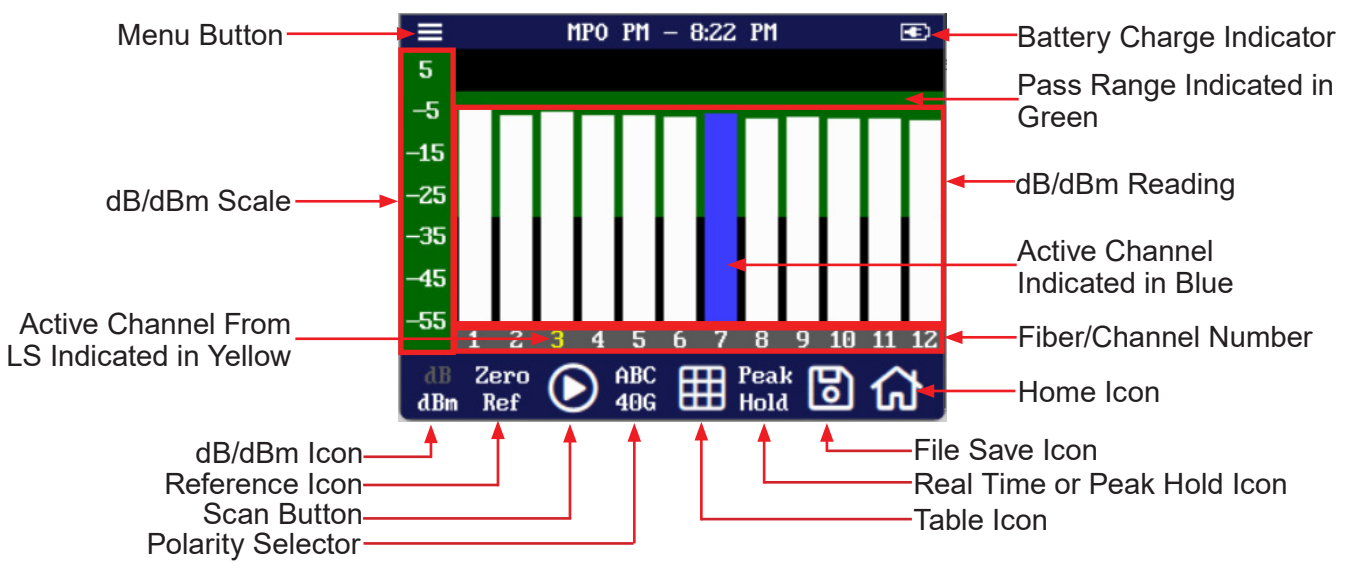 Menu Button
MPO PM – 8:22 PM
Battery Charge Indicator
Pass Range Indicated in
Green
dB/dBm Scale
5
–5
–15
–25
–35
–45
–55
dB/dBm Reading
Active Channel
Indicated in Blue
Active Channel From
LS Indicated in Yellow
1 2 3 4 5 6 7 8 9 10 11 12
Fiber/Channel Number
dB
dBm
Zero
Ref
ABC
40G
Peak
Hold
Home Icon
dB/dBm Icon
Reference Icon
Scan Button
Polarity Selector
File Save Icon
Real Time or Peak Hold Icon
Table Icon